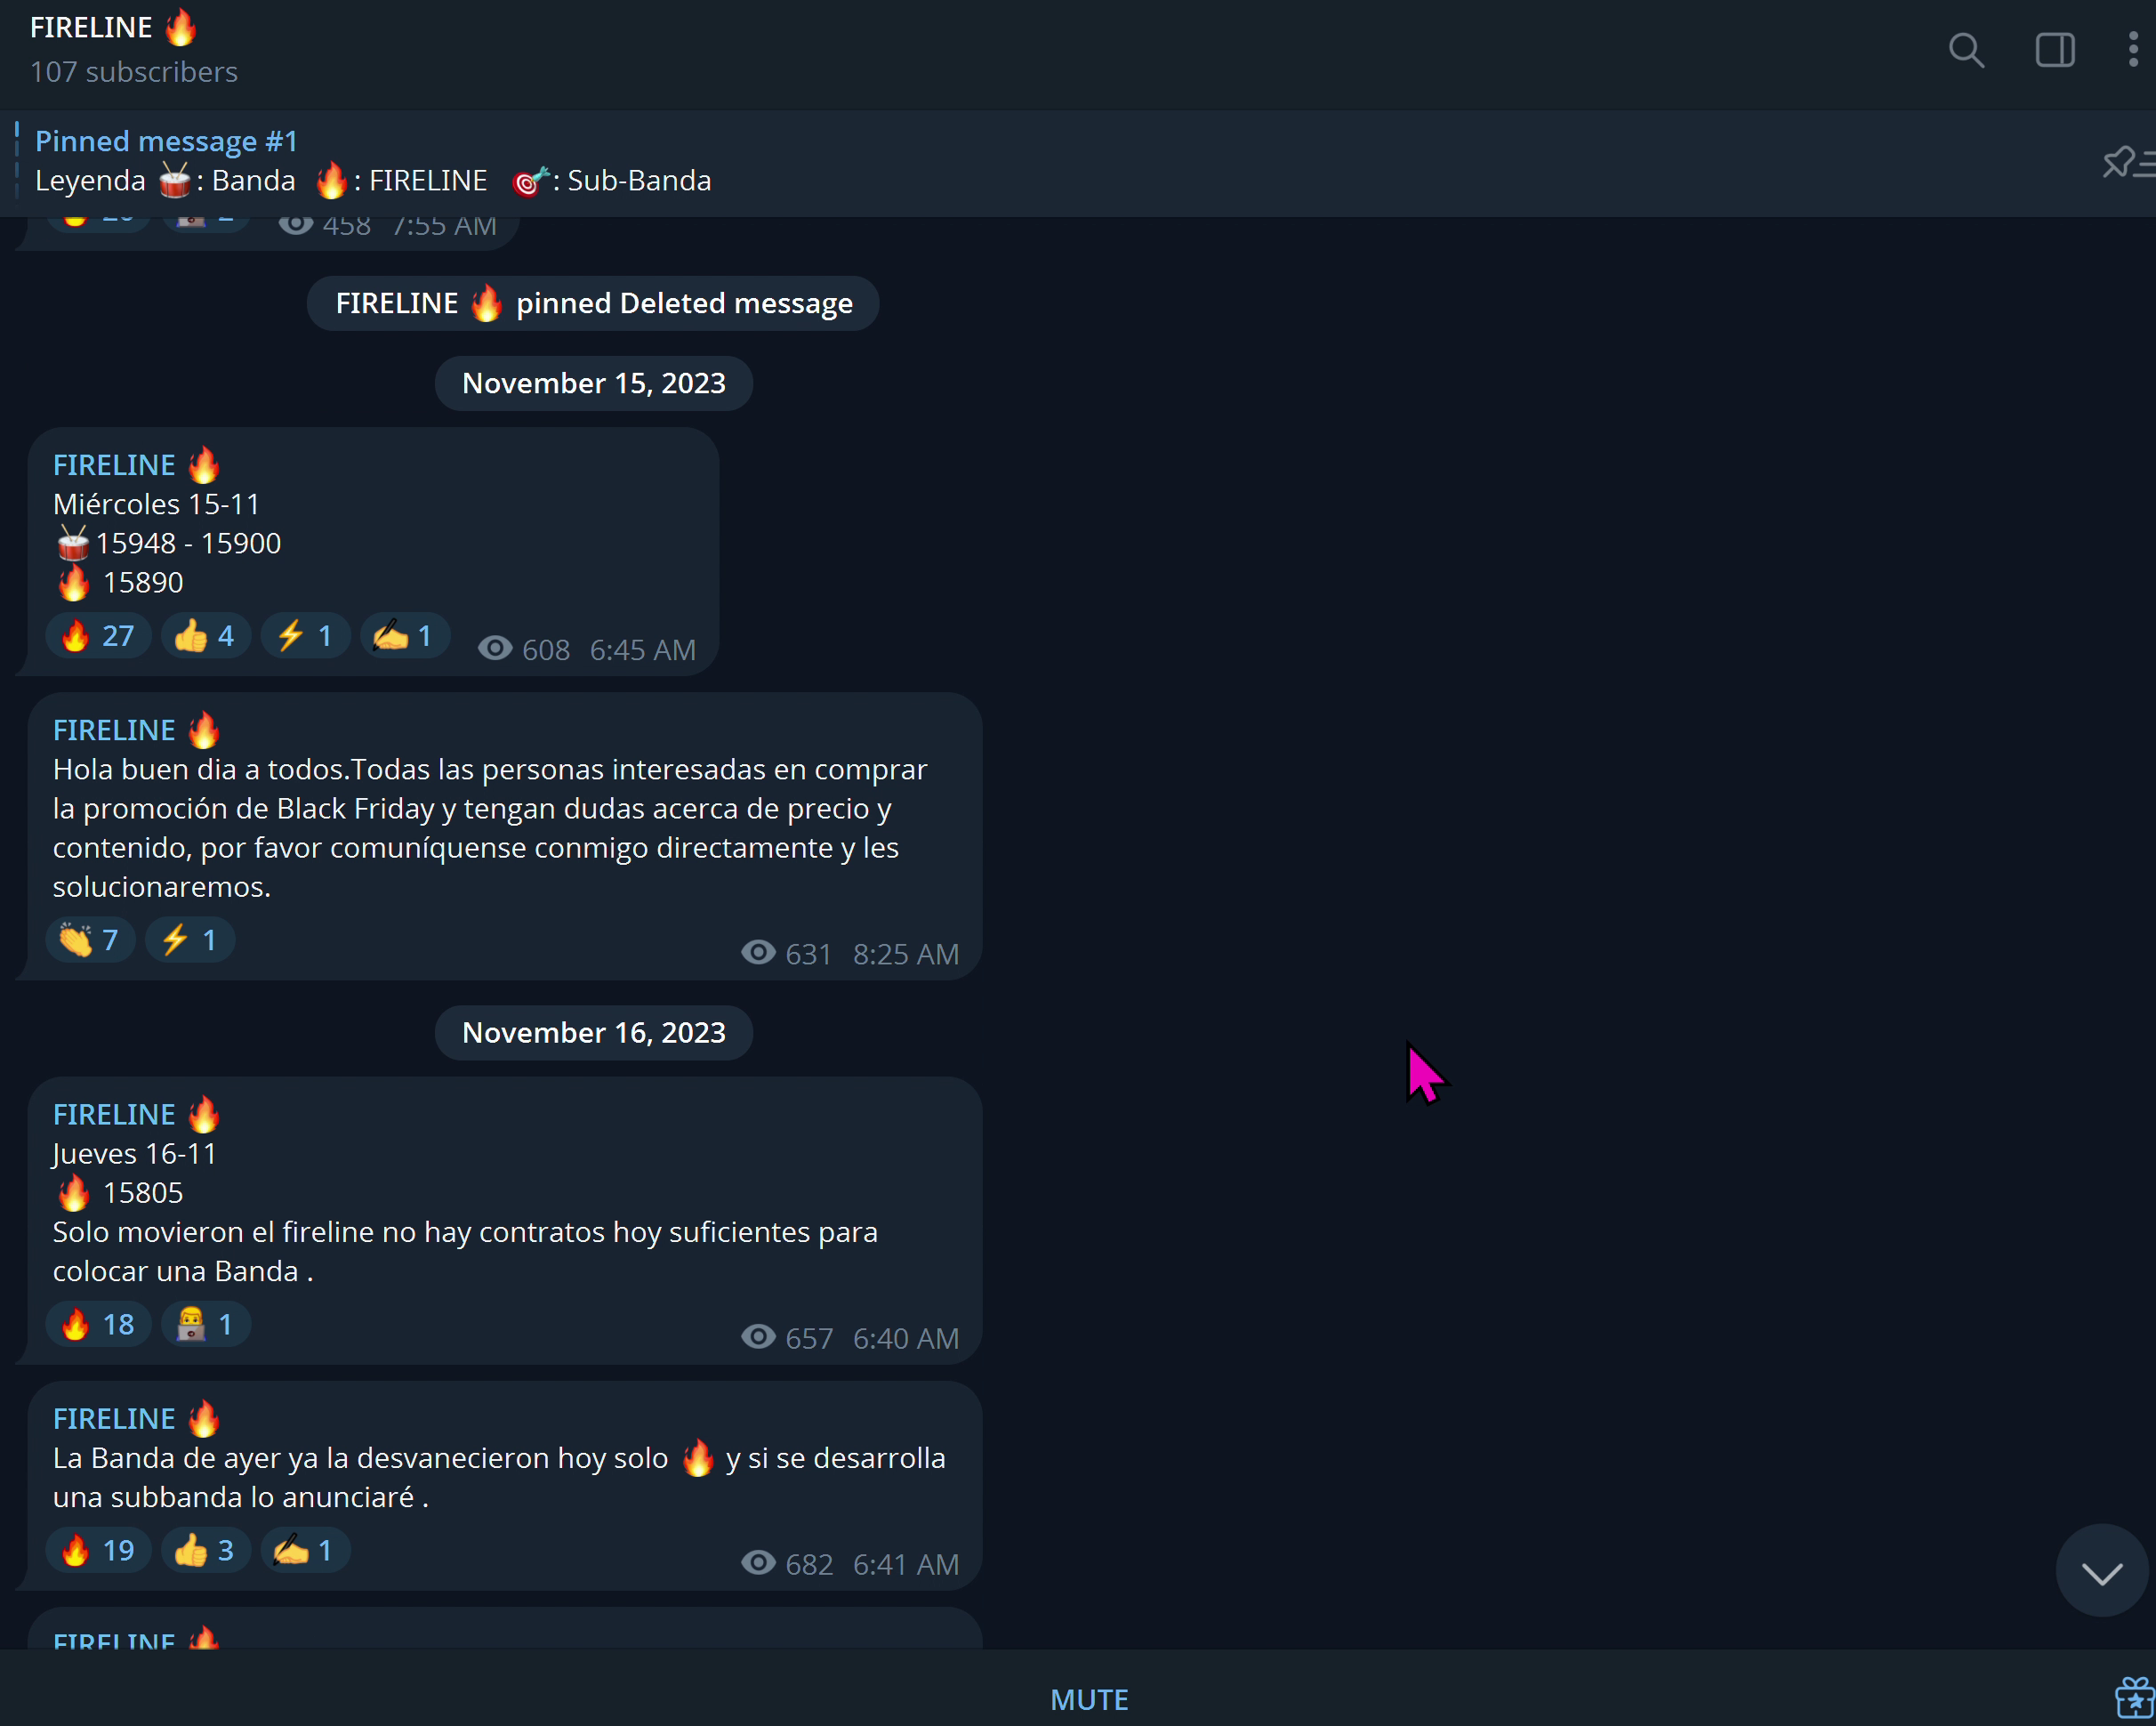 FIRELINE 🔥
107 subscribers
Pinned message #1
Leyenda 🥁: Banda 🔥: FIRELINE 🎯: Sub-Banda
458 7:55 AM
FIRELINE 🔥 pinned Deleted message
November 15, 2023
FIRELINE 🔥
Miércoles 15-11
🥁15948 - 15900
🔥 15890
🔥 27 👍 4 ⚡ 1 ✍ 1 608 6:45 AM
FIRELINE 🔥
Hola buen dia a todos.Todas las personas interesadas en comprar
la promoción de Black Friday y tengan dudas acerca de precio y
contenido, por favor comuníquense conmigo directamente y les
solucionaremos.
👏 7 ⚡ 1 631 8:25 AM
November 16, 2023
FIRELINE 🔥
Jueves 16-11
🔥 15805
Solo movieron el fireline no hay contratos hoy suficientes para
colocar una Banda .
🔥 18 👨‍💻 1 657 6:40 AM
FIRELINE 🔥
La Banda de ayer ya la desvanecieron hoy solo 🔥 y si se desarrolla
una subbanda lo anunciaré .
🔥 19 👍 3 ✍ 1 682 6:41 AM
FIRELINE 🔥
MUTE